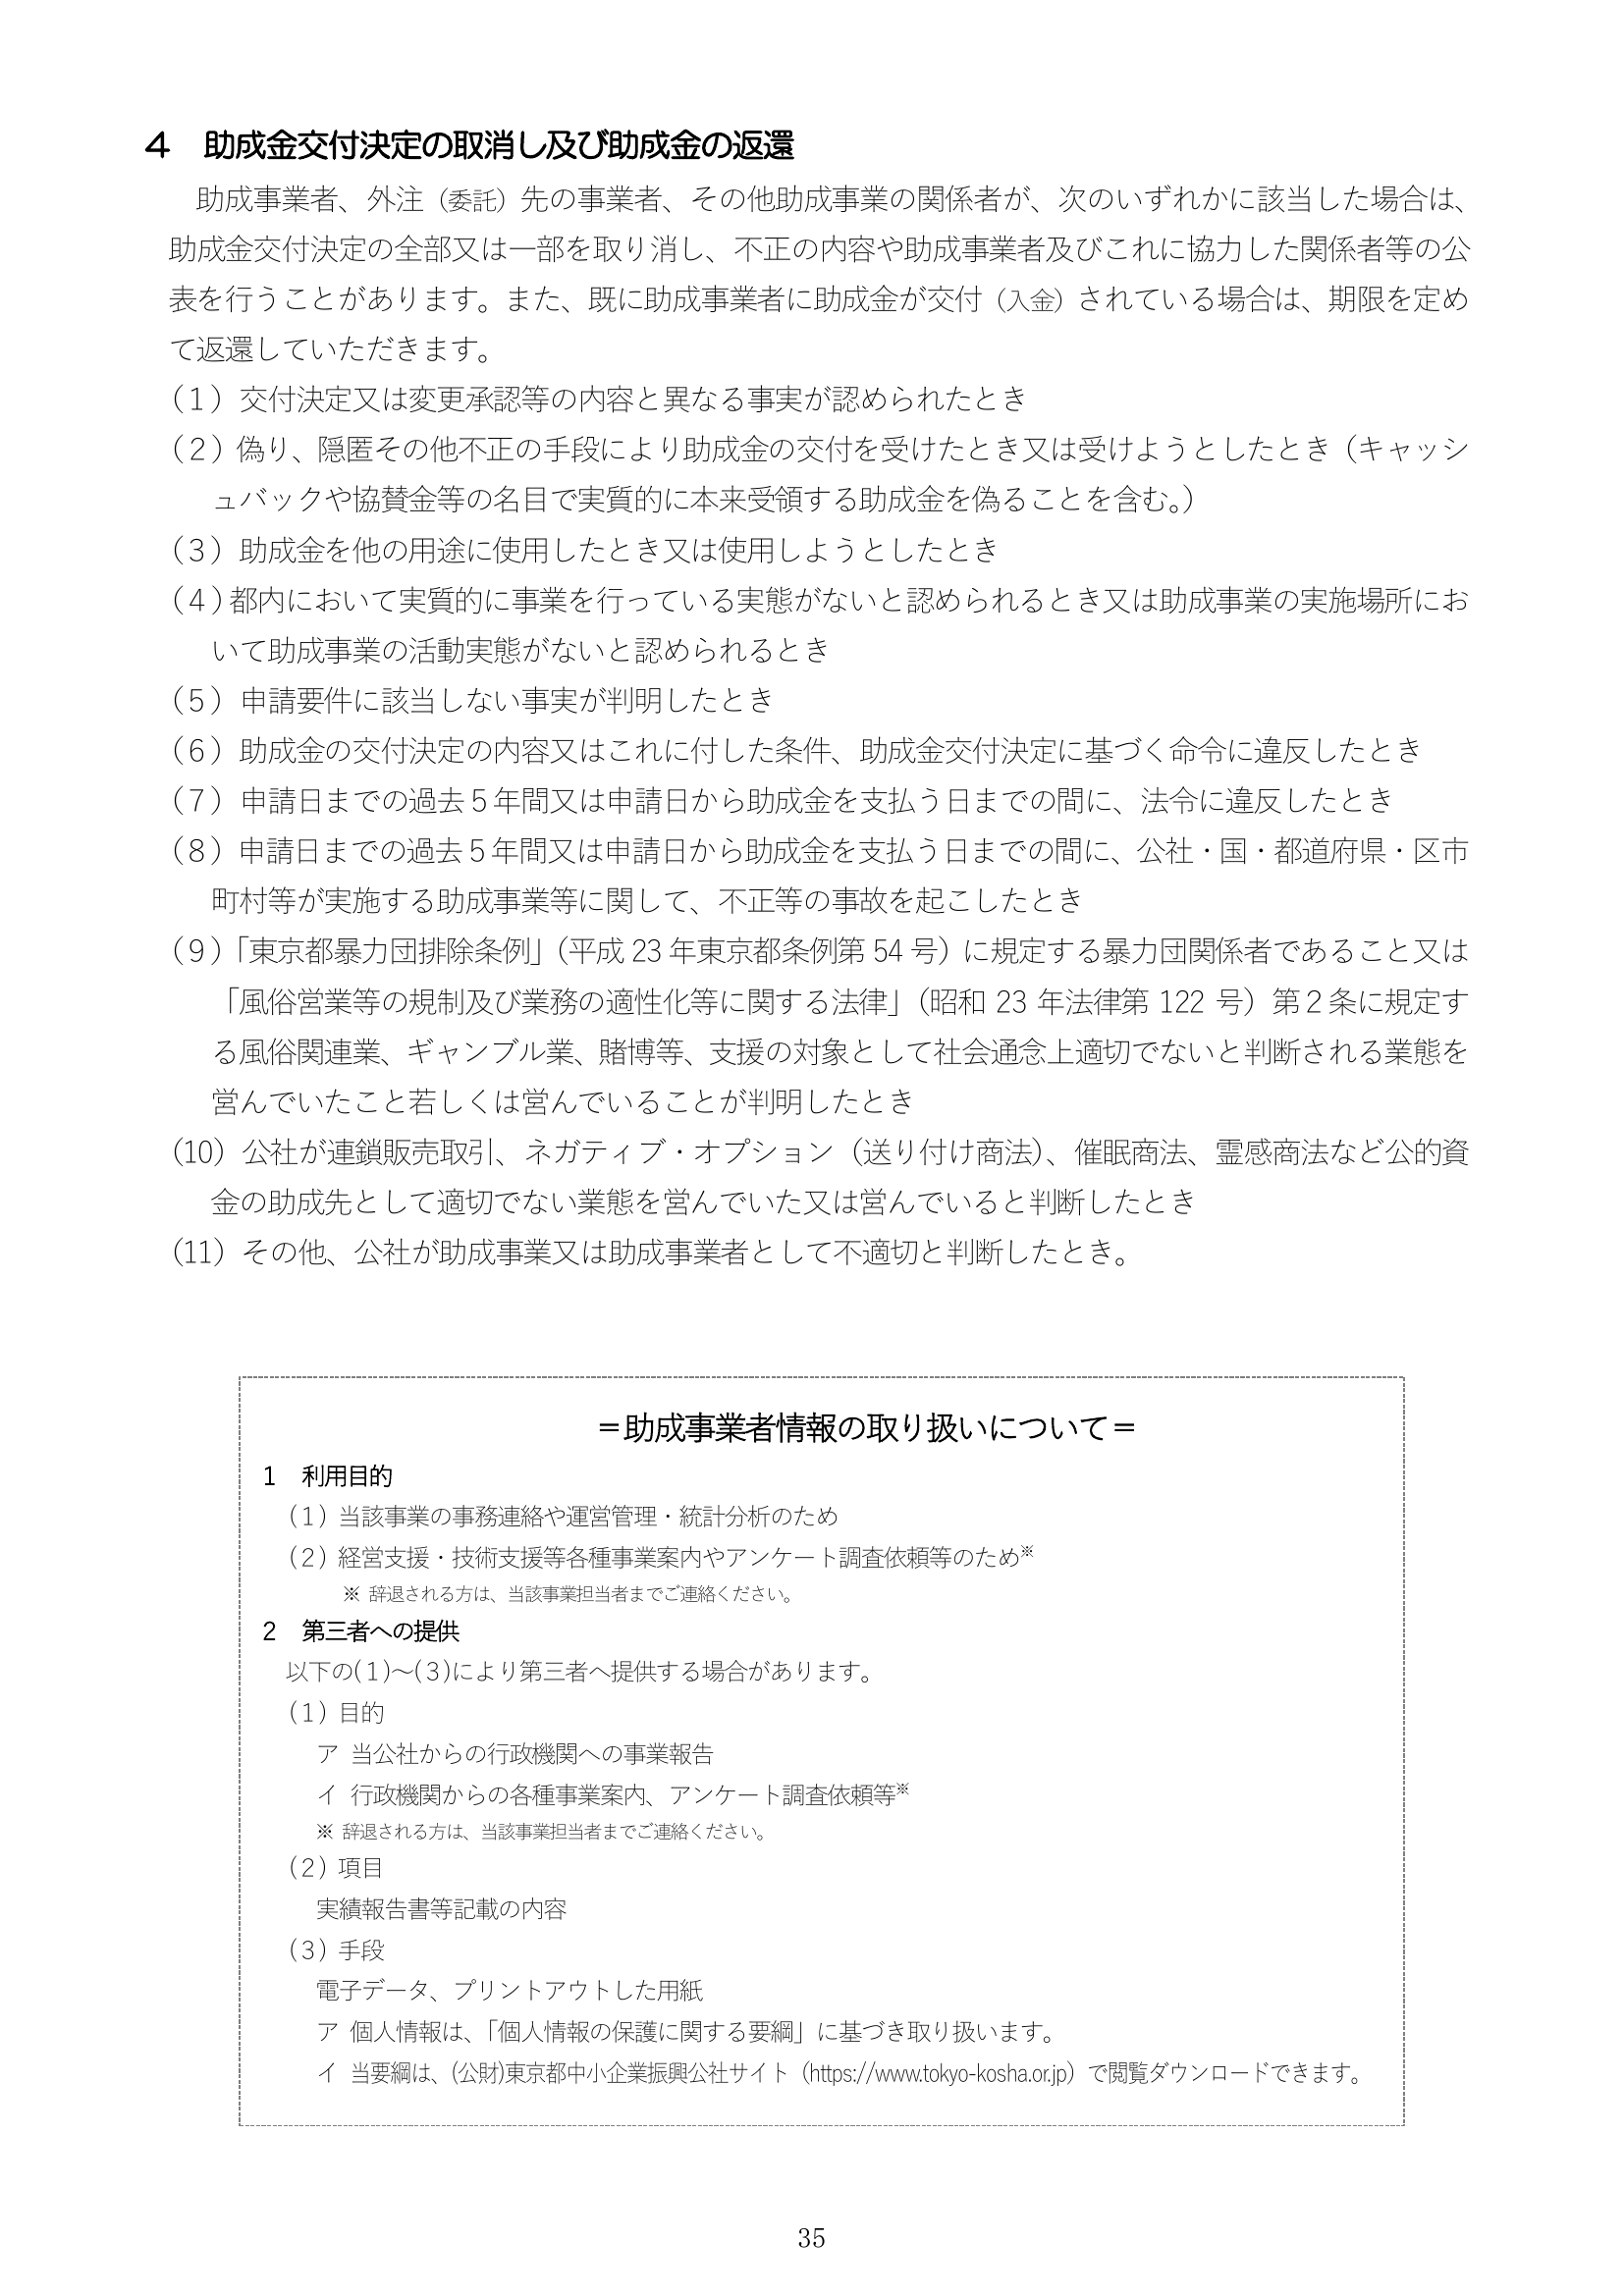 ４　助成金交付決定の取消し及び助成金の返還
助成事業者、外注（委託）先の事業者、その他助成事業の関係者が、次のいずれかに該当した場合は、
助成金交付決定の全部又は一部を取り消し、不正の内容や助成事業者及びこれに協力した関係者等の公
表を行うことがあります。また、既に助成事業者に助成金が交付（入金）されている場合は、期限を定め
て返還していただきます。
（１）交付決定又は変更承認等の内容と異なる事実が認められたとき
（２）偽り、隠匿その他不正の手段により助成金の交付を受けたとき又は受けようとしたとき（キャッシ
ュバックや協賛金等の名目で実質的に本来受領する助成金を偽ることを含む。）
（３）助成金を他の用途に使用したとき又は使用しようとしたとき
（４）都内において実質的に事業を行っている実態がないと認められるとき又は助成事業の実施場所にお
いて助成事業の活動実態がないと認められるとき
（５）申請要件に該当しない事実が判明したとき
（６）助成金の交付決定の内容又はこれに付した条件、助成金交付決定に基づく命令に違反したとき
（７）申請日までの過去５年間又は申請日から助成金を支払う日までの間に、法令に違反したとき
（８）申請日までの過去５年間又は申請日から助成金を支払う日までの間に、公社・国・都道府県・区市
町村等が実施する助成事業等に関して、不正等の事故を起こしたとき
（９）「東京都暴力団排除条例」（平成 23 年東京都条例第 54 号）に規定する暴力団関係者であること又は
「風俗営業等の規制及び業務の適性化等に関する法律」（昭和 23 年法律第 122 号）第２条に規定す
る風俗関連業、ギャンブル業、賭博等、支援の対象として社会通念上適切でないと判断される業態を
営んでいたこと若しくは営んでいることが判明したとき
（10）公社が連鎖販売取引、ネガティブ・オプション（送り付け商法）、催眠商法、霊感商法など公的資
金の助成先として適切でない業態を営んでいた又は営んでいると判断したとき
（11）その他、公社が助成事業又は助成事業者として不適切と判断したとき。
＝助成事業者情報の取り扱いについて＝
１　利用目的
（１）当該事業の事務連絡や運営管理・統計分析のため
（２）経営支援・技術支援等各種事業案内やアンケート調査依頼等のため※
※ 辞退される方は、当該事業担当者までご連絡ください。
２　第三者への提供
以下の(１)～(３)により第三者へ提供する場合があります。
（１）目的
ア 当公社からの行政機関への事業報告
イ 行政機関からの各種事業案内、アンケート調査依頼等※
※ 辞退される方は、当該事業担当者までご連絡ください。
（２）項目
実績報告書等記載の内容
（３）手段
電子データ、プリントアウトした用紙
ア 個人情報は、「個人情報の保護に関する要綱」に基づき取り扱います。
イ 当要綱は、(公財)東京都中小企業振興公社サイト（https://www.tokyo-kosha.or.jp）で閲覧ダウンロードできます。
35